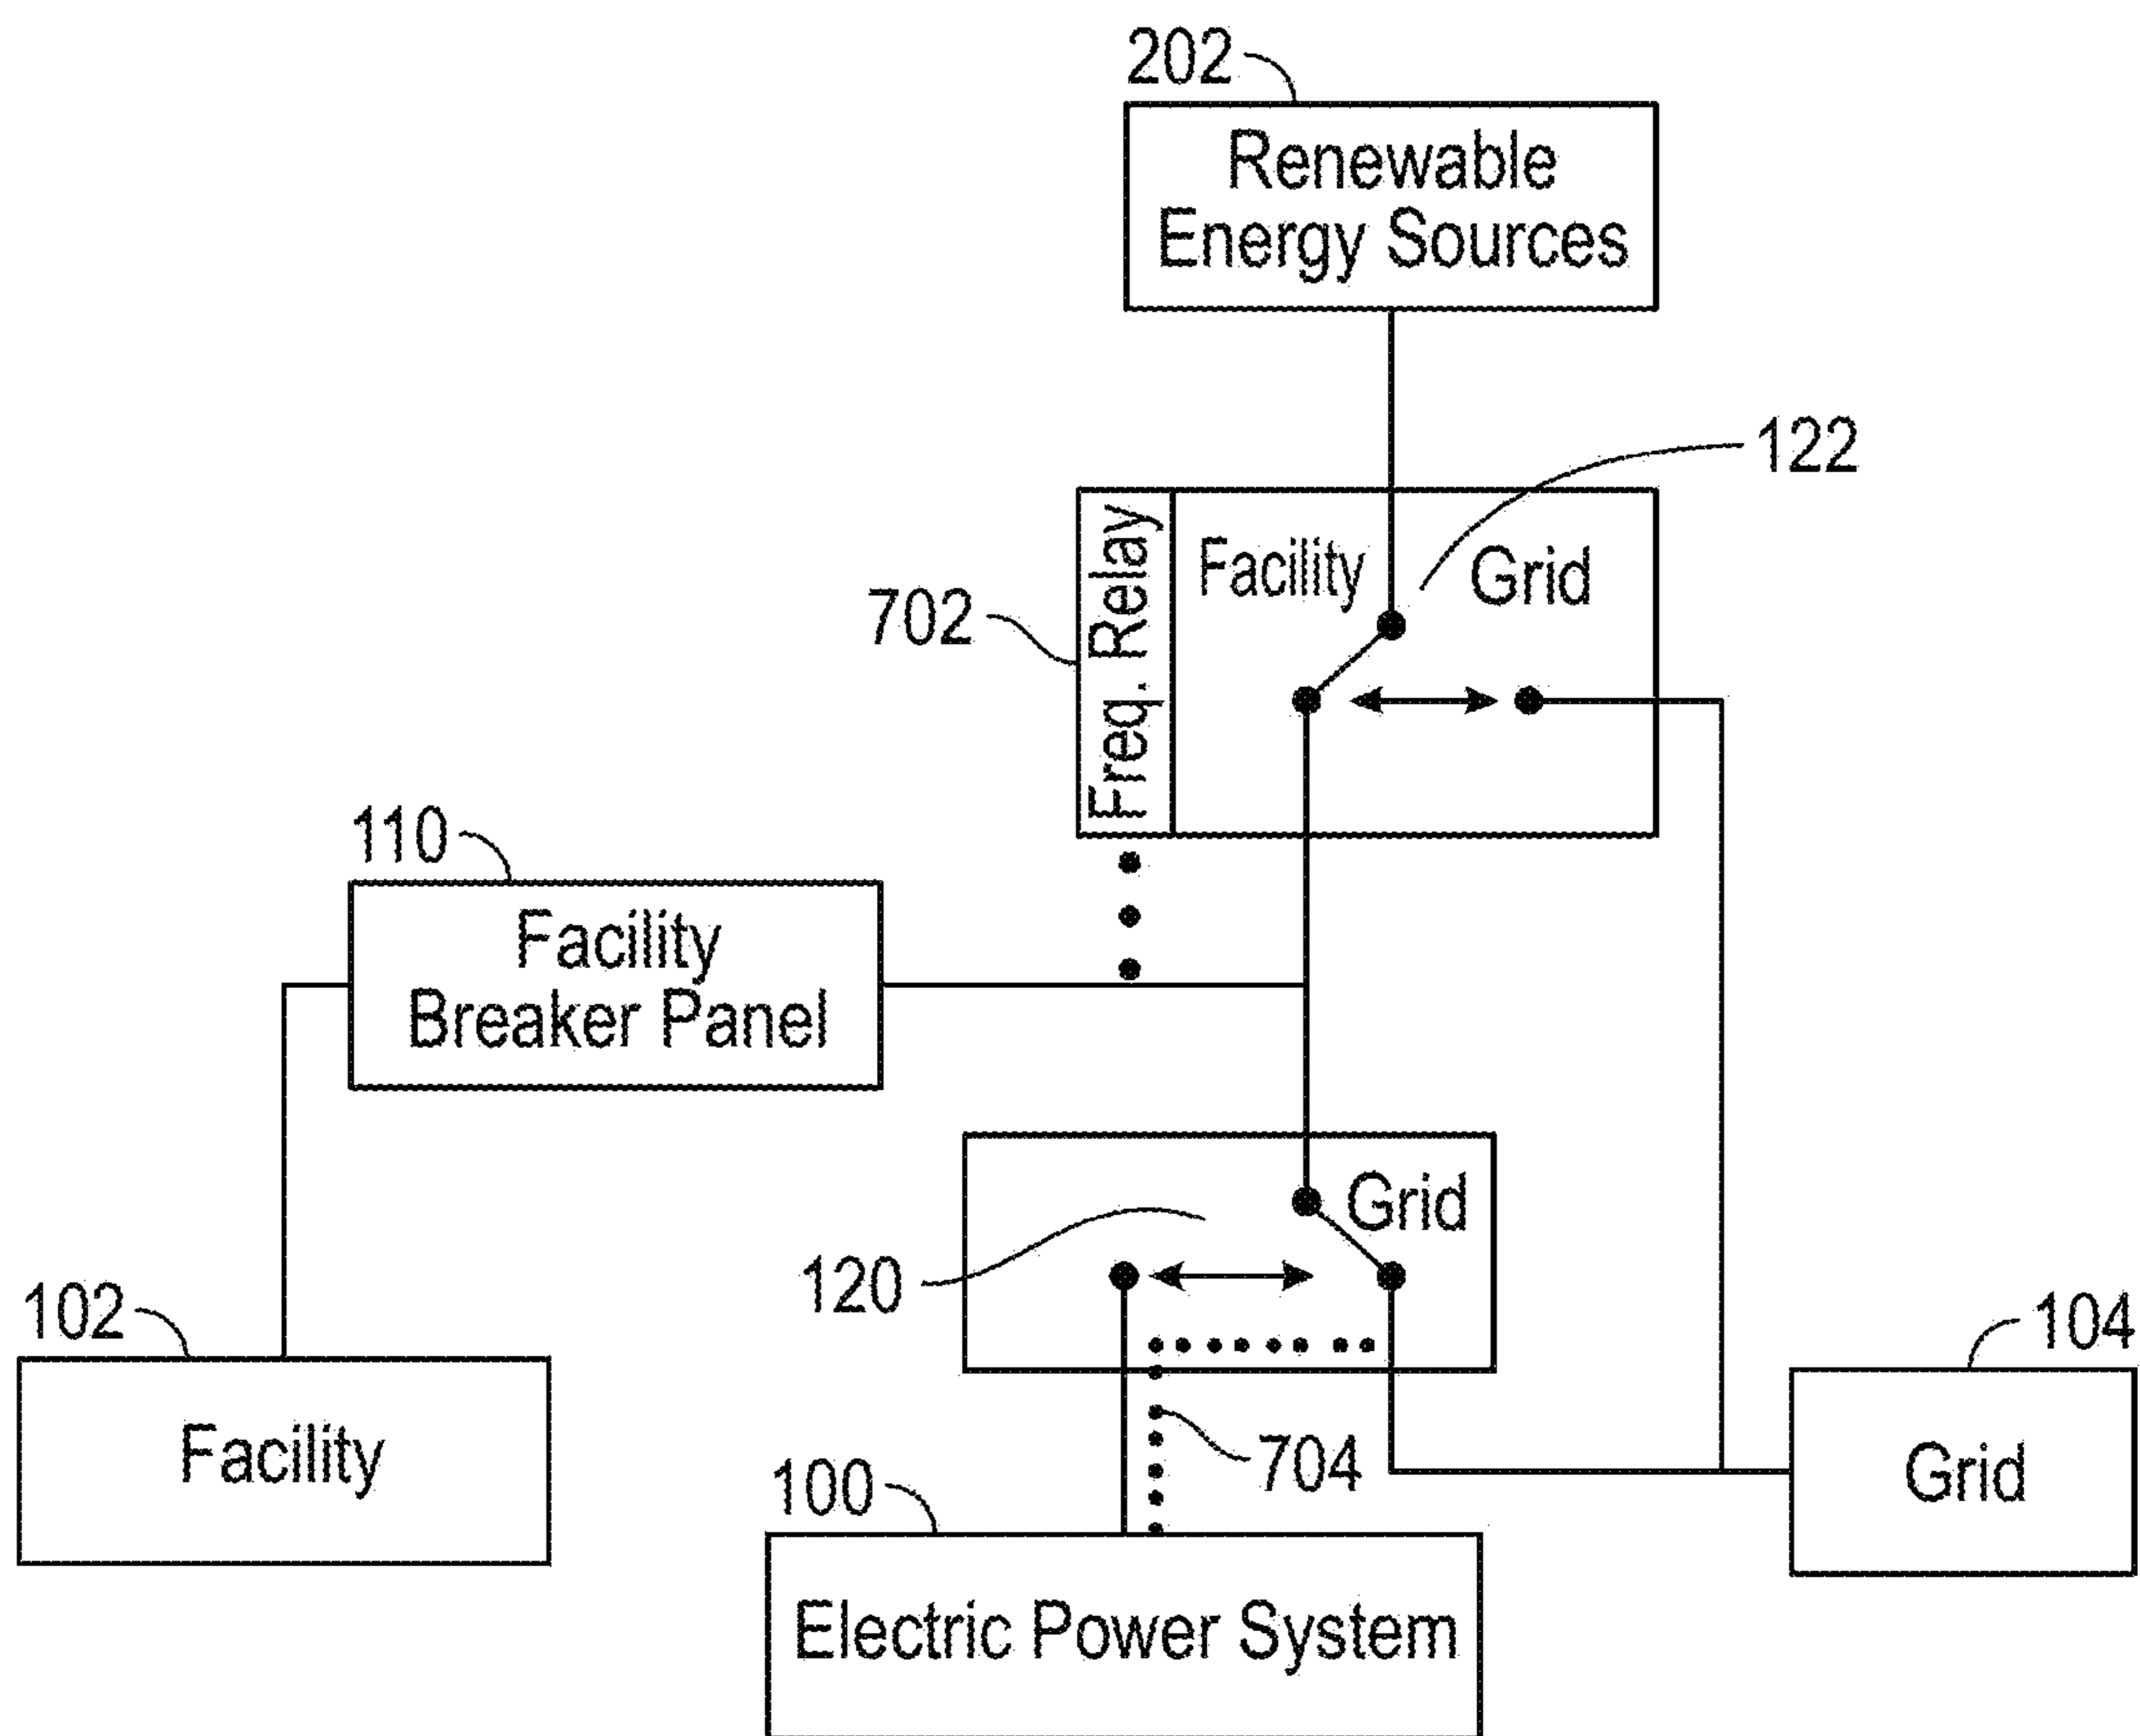 202
Renewable
Energy Sources
122
Freq. Relay
Facility
Grid
702
110
Facility
Breaker Panel
Grid
120
102
Facility
104
Grid
704
100
Electric Power System